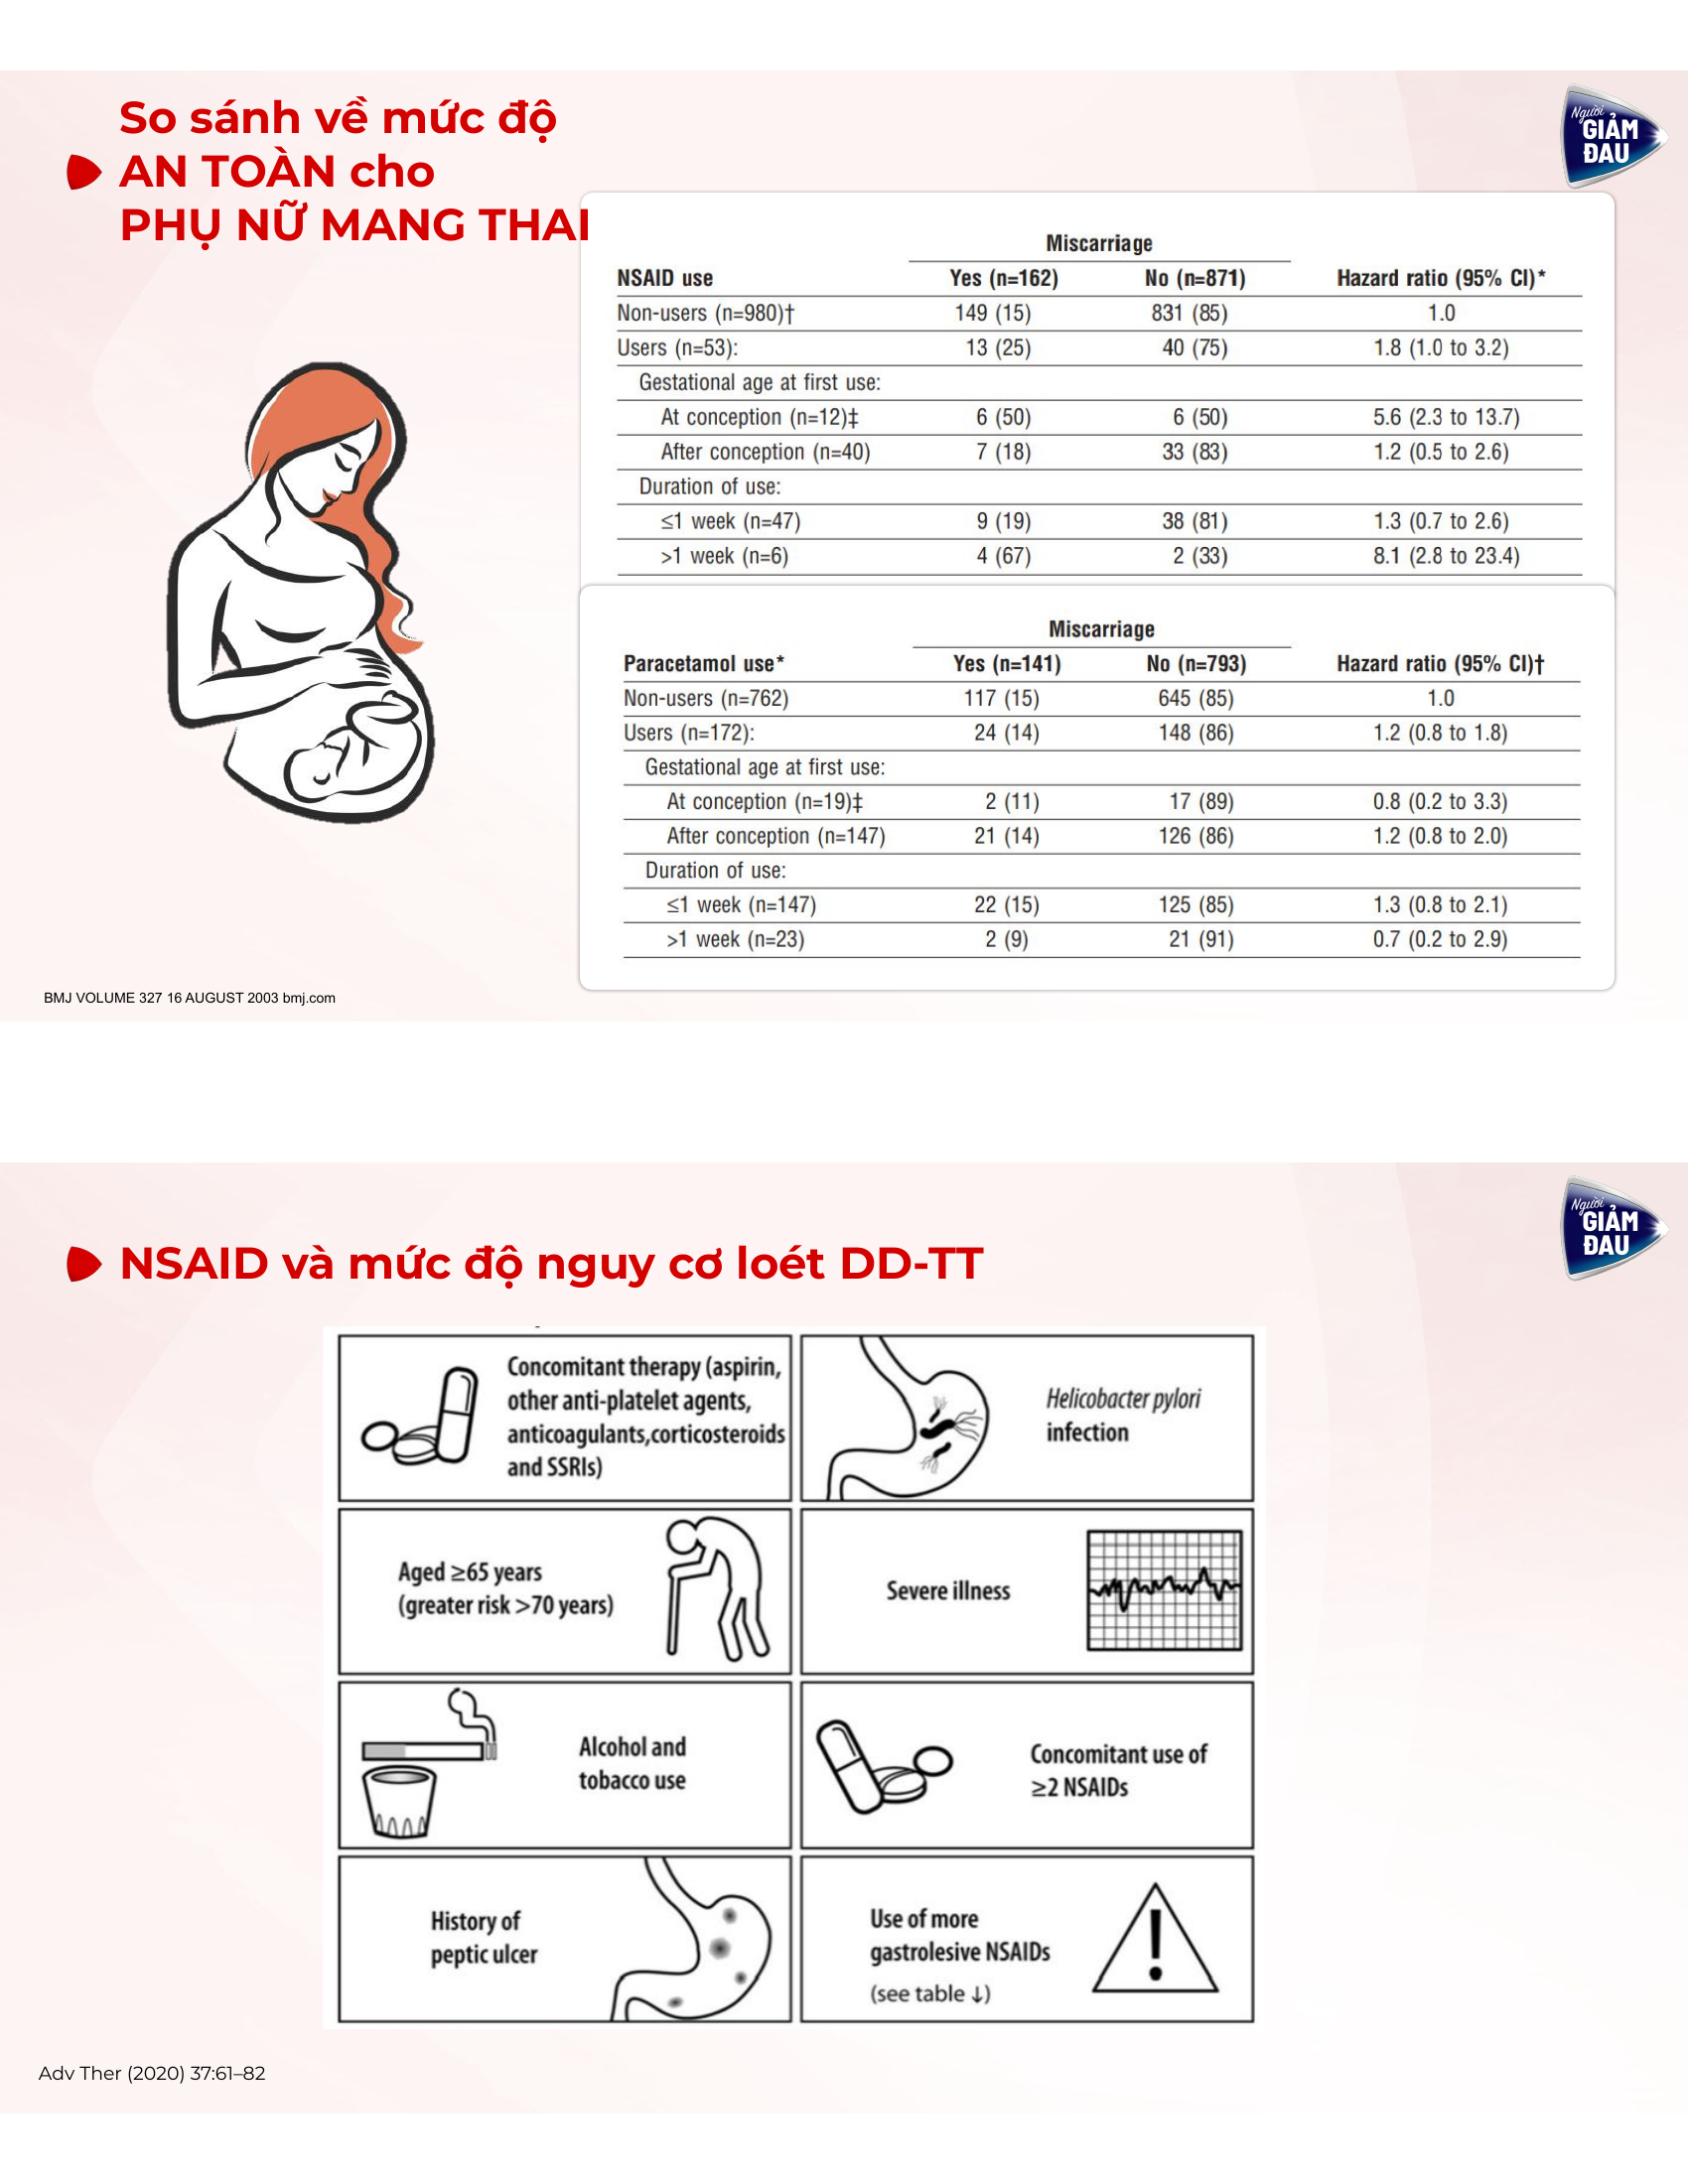 So sánh về mức độ
AN TOÀN cho
PHỤ NỮ MANG THAI
Người
GIẢM
ĐAU
Miscarriage
NSAID use Yes (n=162) No (n=871) Hazard ratio (95% CI)*
Non-users (n=980)† 149 (15) 831 (85) 1.0
Users (n=53): 13 (25) 40 (75) 1.8 (1.0 to 3.2)
Gestational age at first use:
At conception (n=12)‡ 6 (50) 6 (50) 5.6 (2.3 to 13.7)
After conception (n=40) 7 (18) 33 (83) 1.2 (0.5 to 2.6)
Duration of use:
≤1 week (n=47) 9 (19) 38 (81) 1.3 (0.7 to 2.6)
>1 week (n=6) 4 (67) 2 (33) 8.1 (2.8 to 23.4)
Miscarriage
Paracetamol use* Yes (n=141) No (n=793) Hazard ratio (95% CI)†
Non-users (n=762) 117 (15) 645 (85) 1.0
Users (n=172): 24 (14) 148 (86) 1.2 (0.8 to 1.8)
Gestational age at first use:
At conception (n=19)‡ 2 (11) 17 (89) 0.8 (0.2 to 3.3)
After conception (n=147) 21 (14) 126 (86) 1.2 (0.8 to 2.0)
Duration of use:
≤1 week (n=147) 22 (15) 125 (85) 1.3 (0.8 to 2.1)
>1 week (n=23) 2 (9) 21 (91) 0.7 (0.2 to 2.9)
BMJ VOLUME 327 16 AUGUST 2003 bmj.com
Người
GIẢM
ĐAU
NSAID và mức độ nguy cơ loét DD-TT
Concomitant therapy (aspirin,
other anti-platelet agents,
anticoagulants,corticosteroids
and SSRIs)
Helicobacter pylori
infection
Aged ≥65 years
(greater risk >70 years)
Severe illness
Alcohol and
tobacco use
Concomitant use of
≥2 NSAIDs
History of
peptic ulcer
Use of more
gastrolesive NSAIDs
(see table ↓)
Adv Ther (2020) 37:61–82